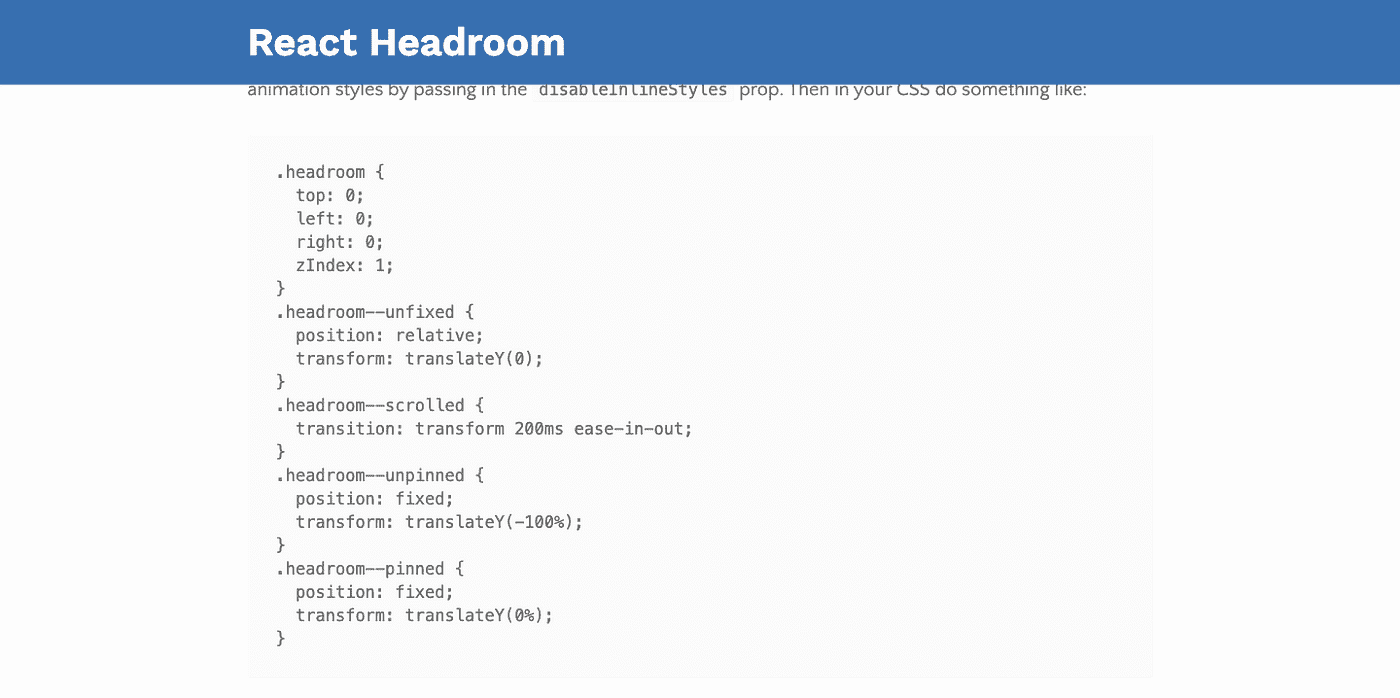 React Headroom
animation styles by passing in the disableInlineStyles prop. Then in your CSS do something like:
.headroom {
  top: 0;
  left: 0;
  right: 0;
  zIndex: 1;
}
.headroom--unfixed {
  position: relative;
  transform: translateY(0);
}
.headroom--scrolled {
  transition: transform 200ms ease-in-out;
}
.headroom--unpinned {
  position: fixed;
  transform: translateY(-100%);
}
.headroom--pinned {
  position: fixed;
  transform: translateY(0%);
}